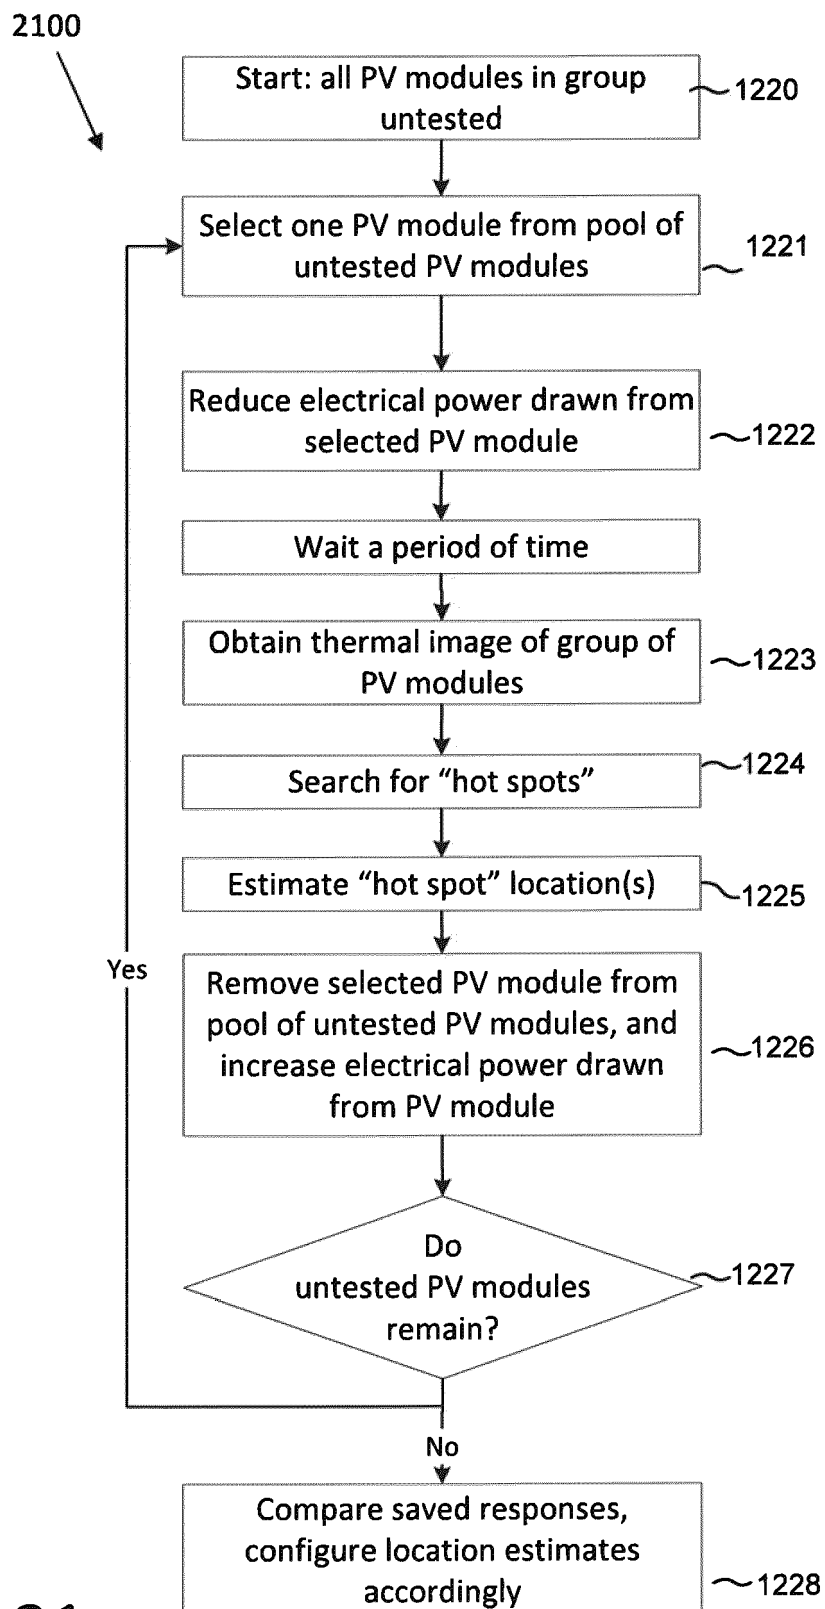 2100
Start: all PV modules in group
untested
1220
Select one PV module from pool of
untested PV modules
1221
Reduce electrical power drawn from
selected PV module
1222
Wait a period of time
Obtain thermal image of group of
PV modules
1223
Search for “hot spots”
1224
Estimate “hot spot” location(s)
1225
Remove selected PV module from
pool of untested PV modules, and
increase electrical power drawn
from PV module
1226
Yes
Do
untested PV modules
remain?
1227
No
Compare saved responses,
configure location estimates
accordingly
1228